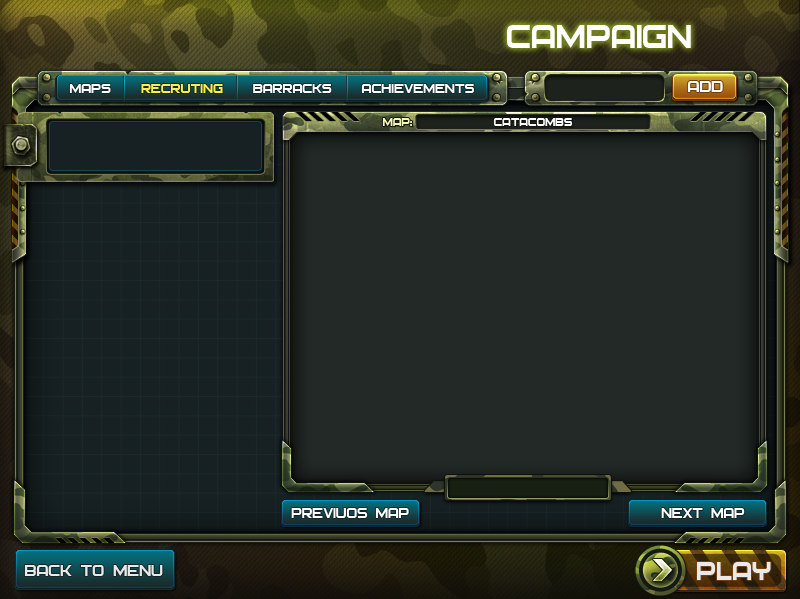 CAMPAIGN
MAPS RECRUTING BARRACKS ACHIEVEMENTS ADD
MAP: CATACOMBS
PREVIUOS MAP NEXT MAP
BACK TO MENU PLAY